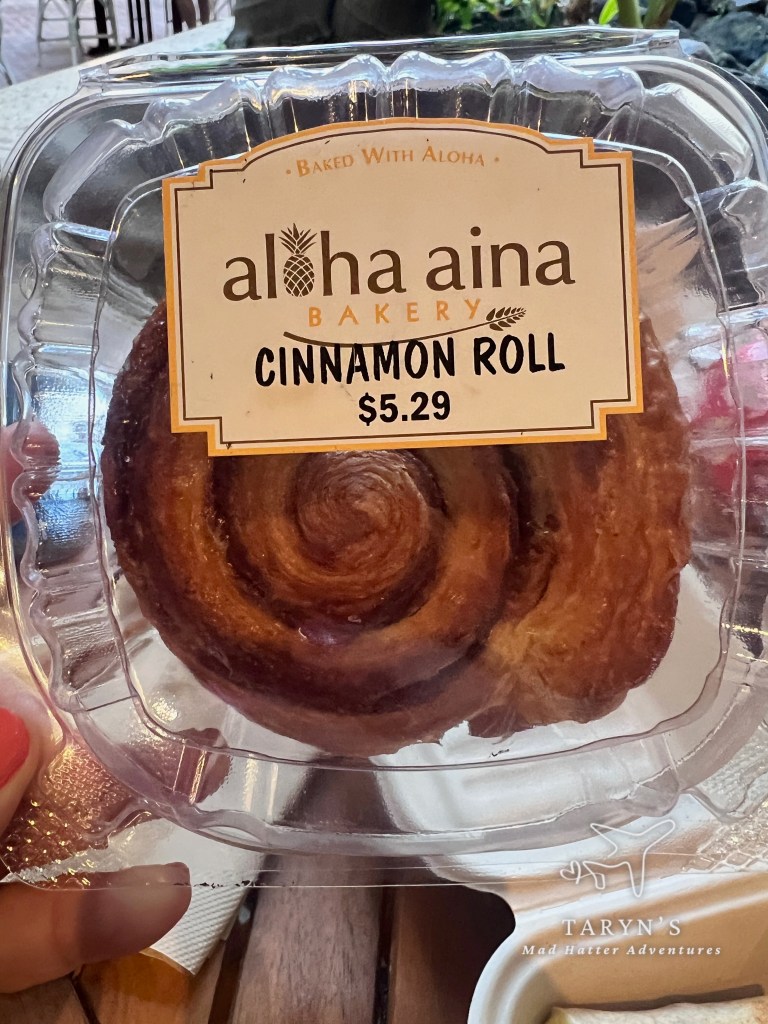 · BAKED WITH ALOHA ·
aloha aina
BAKERY
CINNAMON ROLL
$5.29
TARYN'S
Mad Hatter Adventures